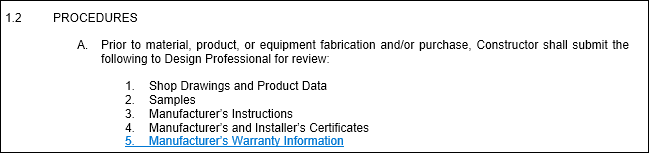 1.2 PROCEDURES
A. Prior to material, product, or equipment fabrication and/or purchase, Constructor shall submit the
following to Design Professional for review:
1. Shop Drawings and Product Data
2. Samples
3. Manufacturer's Instructions
4. Manufacturer's and Installer's Certificates
5. Manufacturer's Warranty Information